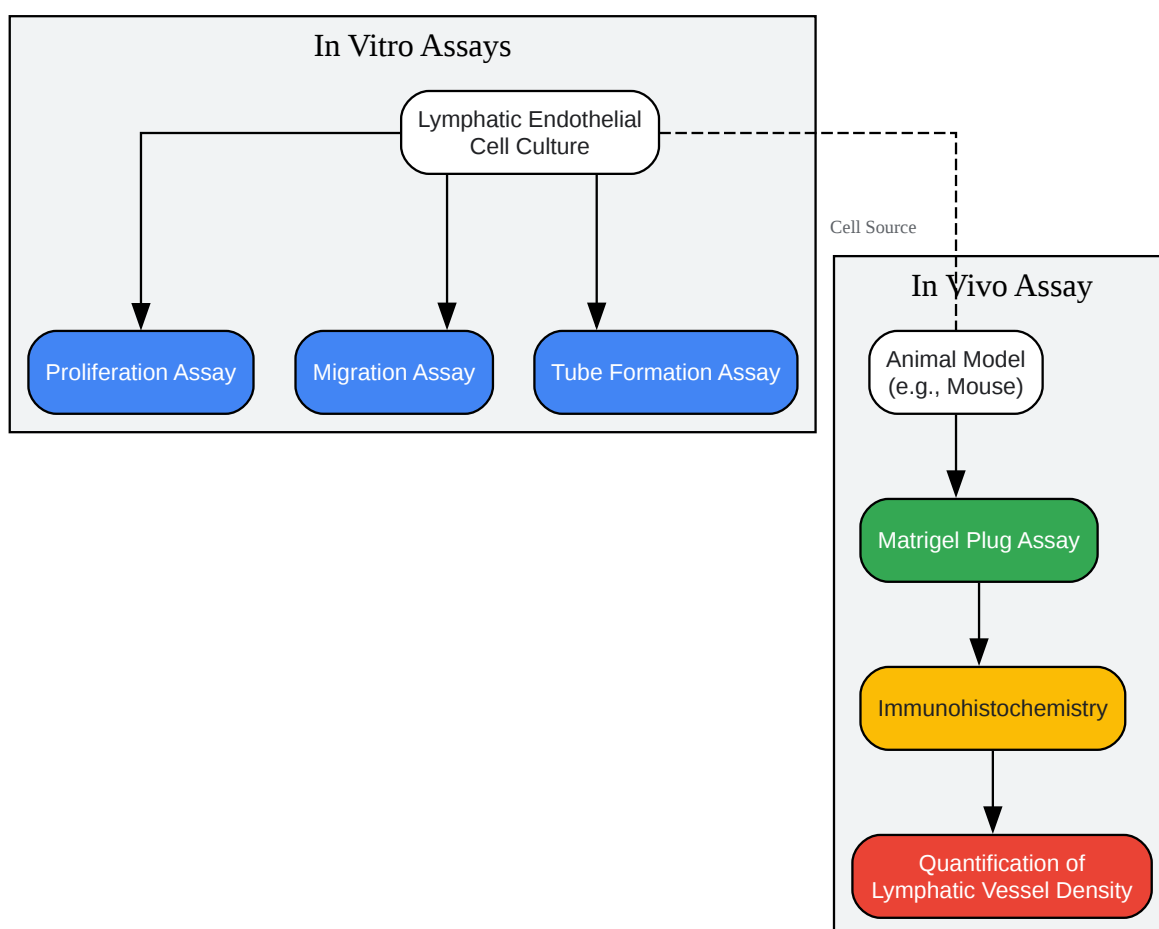 In Vitro Assays
Lymphatic Endothelial
Cell Culture
Proliferation Assay
Migration Assay
Tube Formation Assay
Cell Source
In Vivo Assay
Animal Model
(e.g., Mouse)
Matrigel Plug Assay
Immunohistochemistry
Quantification of
Lymphatic Vessel Density